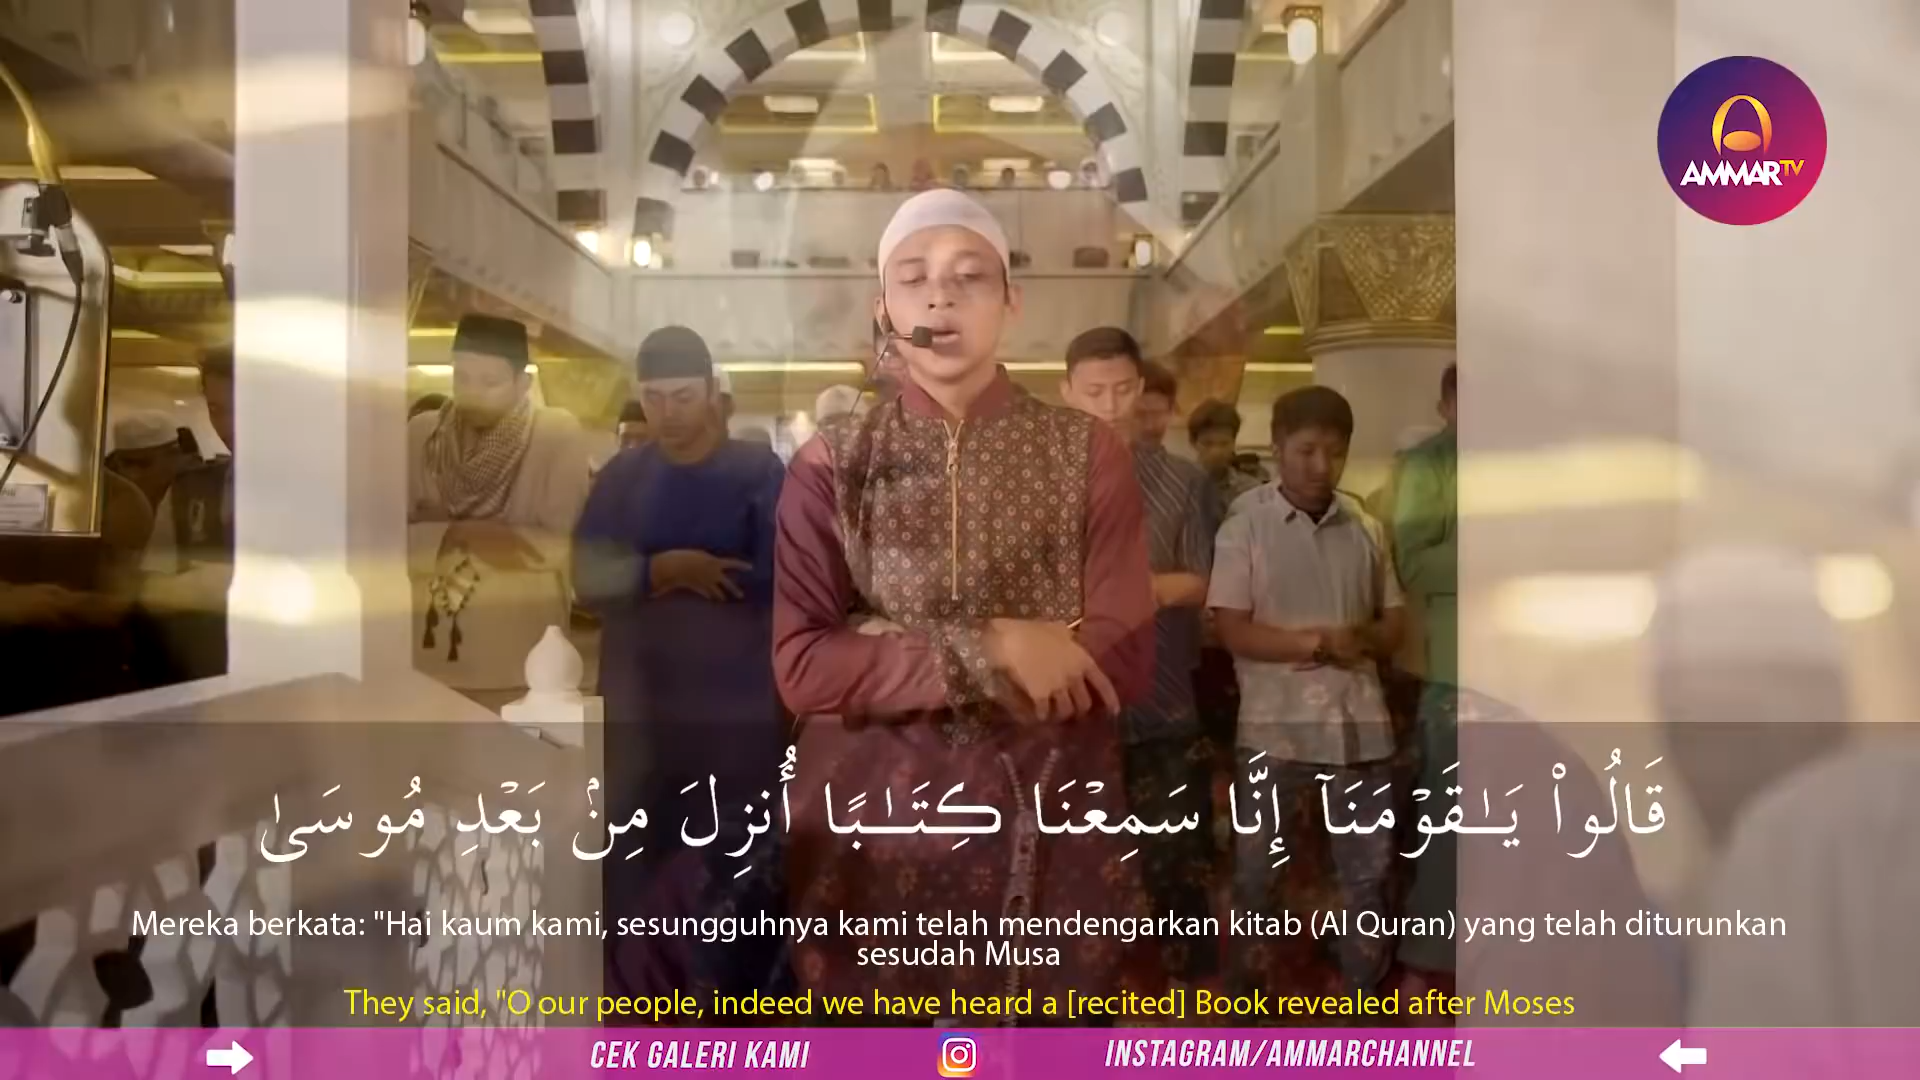 AMMARTV
قَالُوا۟ يَـٰقَوْمَنَآ إِنَّا سَمِعْنَا كِتَـٰبًا أُنزِلَ مِنۢ بَعْدِ مُوسَىٰ
Mereka berkata: "Hai kaum kami, sesungguhnya kami telah mendengarkan kitab (Al Quran) yang telah diturunkan
sesudah Musa
They said, "O our people, indeed we have heard a [recited] Book revealed after Moses
CEK GALERI KAMI INSTAGRAM/AMMARCHANNEL